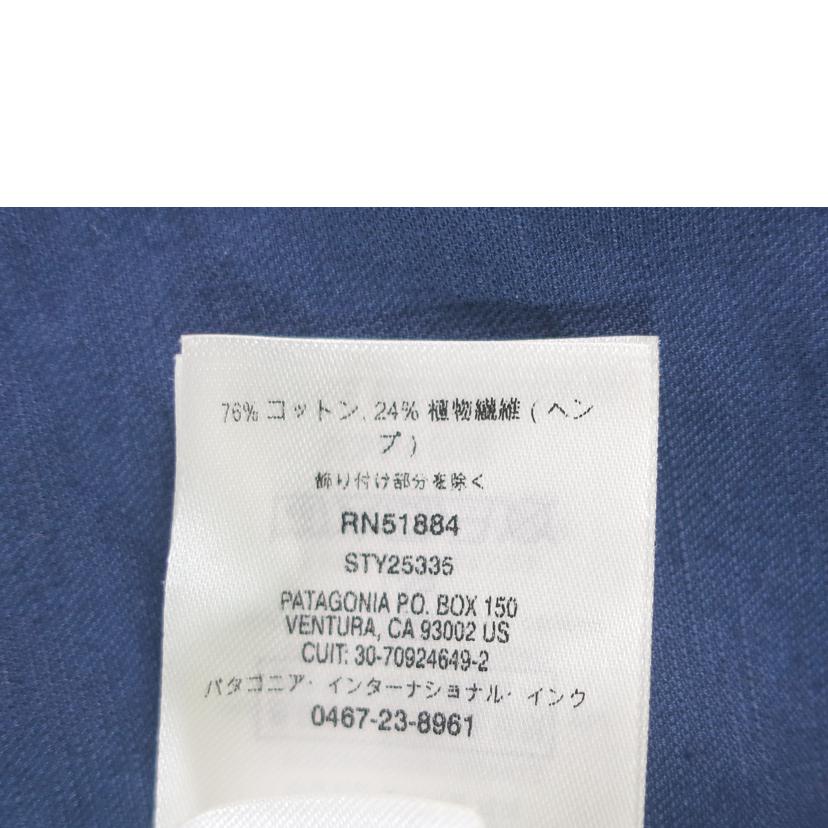 76% コットン, 24% 植物繊維 ( ヘン
プ )
飾り付け部分を除く
RN51884
STY25335
PATAGONIA P.O. BOX 150
VENTURA, CA 93002 US
CUIT: 30-70924649-2
パタゴニア・インターナショナル・インク
0467-23-8961